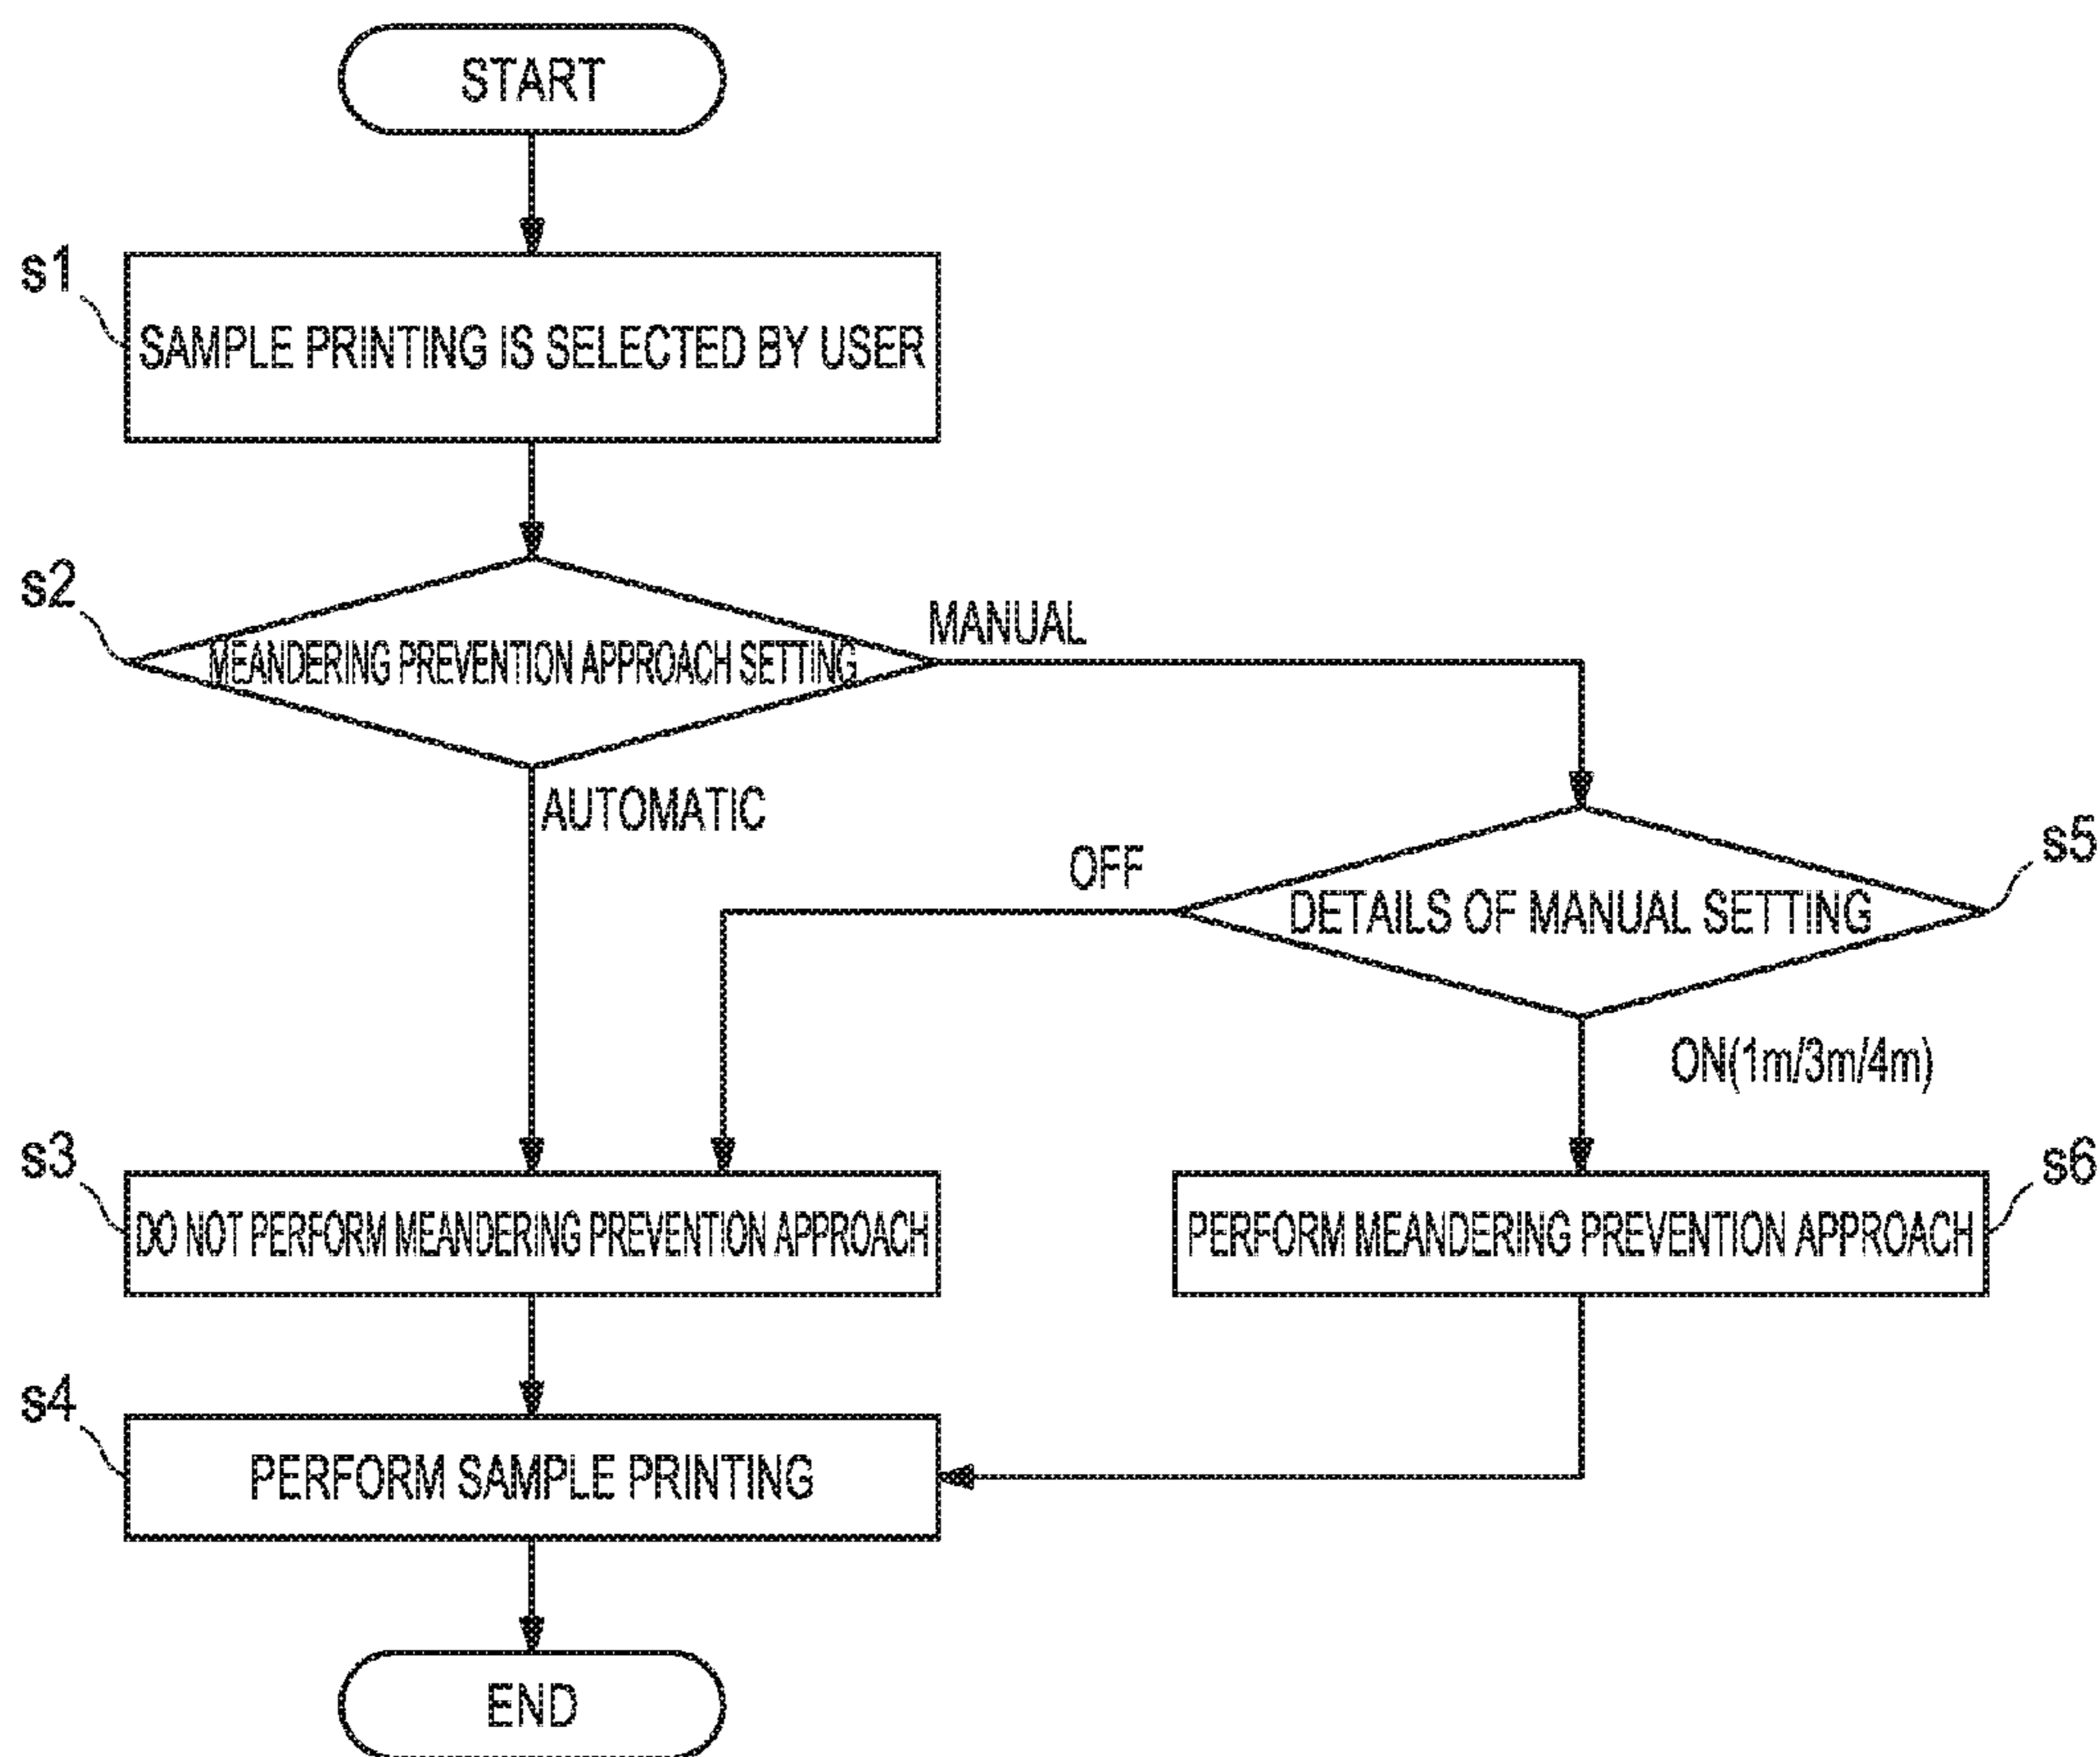 START
s1
SAMPLE PRINTING IS SELECTED BY USER
s2
MEANDERING PREVENTION APPROACH SETTING
MANUAL
AUTOMATIC
OFF
DETAILS OF MANUAL SETTING
s5
ON(1m/3m/4m)
s3
DO NOT PERFORM MEANDERING PREVENTION APPROACH
PERFORM MEANDERING PREVENTION APPROACH
s6
s4
PERFORM SAMPLE PRINTING
END